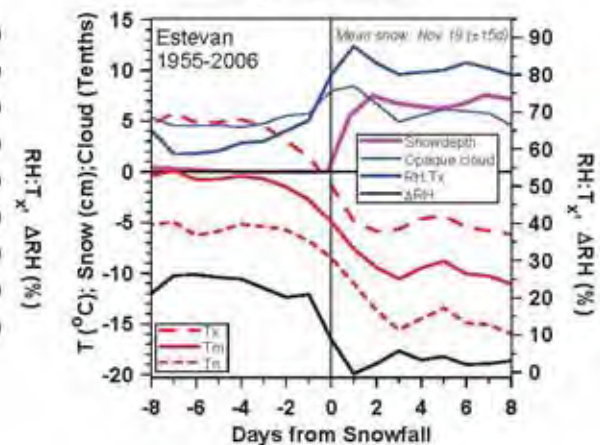 Estevan
1955-2006
Mean snow: Nov 19 (±15d)
T (°C); Snow (cm);Cloud (Tenths)
15
10
5
0
-5
-10
-15
-20
Snowdepth
Opaque cloud
RH:Tx
ΔRH
Tx
Tm
Tn
-8 -6 -4 -2 0 2 4 6 8
Days from Snowfall
90
80
70
60
50
40
30
20
10
0
RH:Tx, ΔRH (%)
RH:Tx, ΔRH (%)